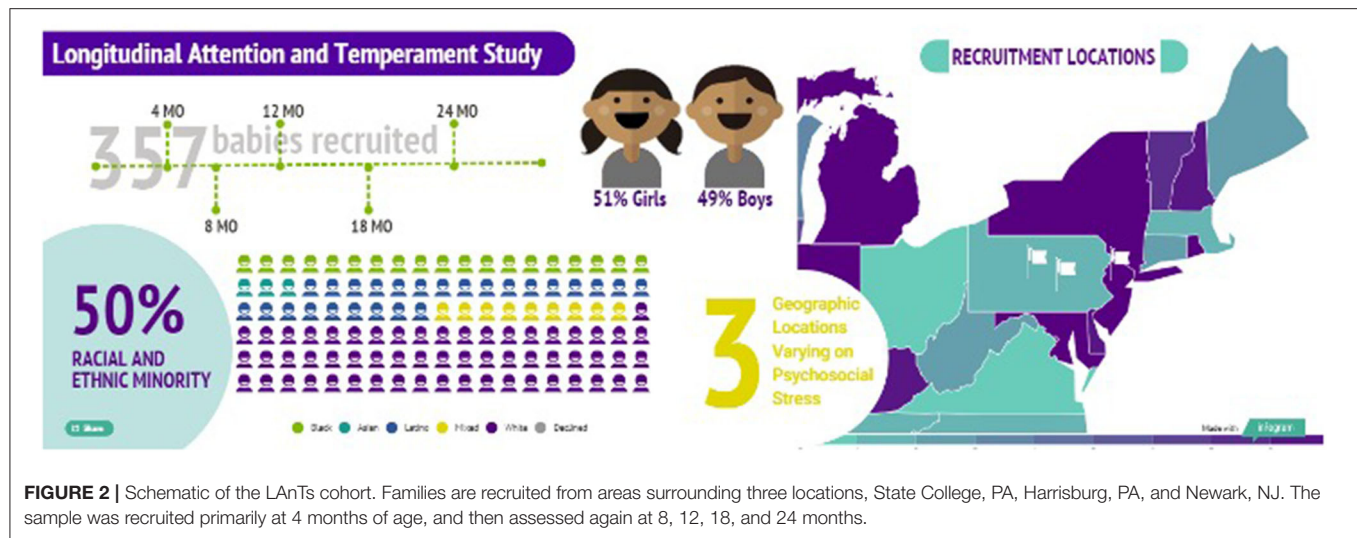 Longitudinal Attention and Temperament Study
4 MO
12 MO
24 MO
357 babies recruited
8 MO
18 MO
51% Girls
49% Boys
50%
RACIAL AND
ETHNIC MINORITY
Share
Black Asian Latino Mixed White Declined
RECRUITMENT LOCATIONS
3
Geographic
Locations
Varying on
Psychosocial
Stress
Made with
infogram
FIGURE 2 | Schematic of the LAnTs cohort. Families are recruited from areas surrounding three locations, State College, PA, Harrisburg, PA, and Newark, NJ. The
sample was recruited primarily at 4 months of age, and then assessed again at 8, 12, 18, and 24 months.